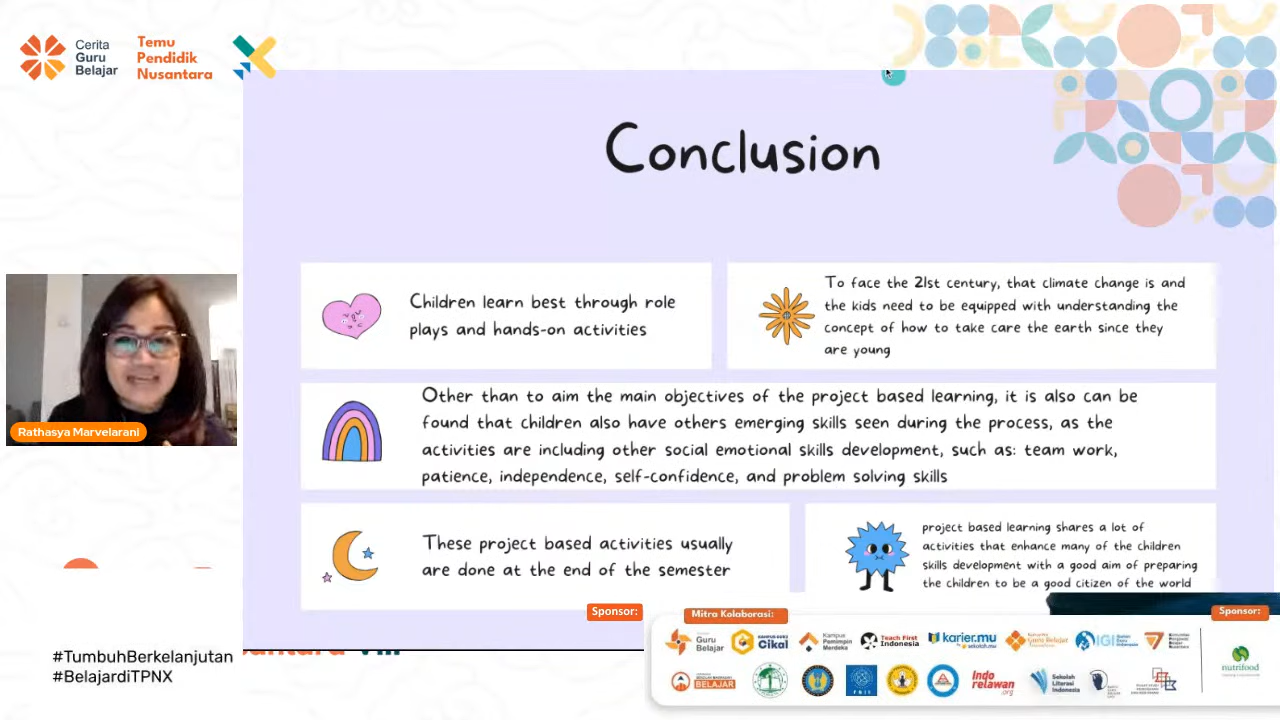 Cerita
Guru
Belajar
Temu
Pendidik
Nusantara
Conclusion
Children learn best through role
plays and hands-on activities
To face the 21st century, that climate change is and
the kids need to be equipped with understanding the
concept of how to take care the earth since they
are young
Other than to aim the main objectives of the project based learning, it is also can be
found that children also have others emerging skills seen during the process, as the
activities are including other social emotional skills development, such as: team work,
patience, independence, self-confidence, and problem solving skills
These project based activities usually
are done at the end of the semester
project based learning shares a lot of
activities that enhance many of the children
skills development with a good aim of preparing
the children to be a good citizen of the world
Rathasya Marvelarani
#TumbuhBerkelanjutan
#BelajardiTPNX
Sponsor:
Mitra Kolaborasi:
Sponsor:
Guru
Belajar
Cikal
Kampus
Pemimpin
Merdeka
Teach First
Indonesia
karier.mu
Guru Belajar
IGI
BELAJAR
Indo
relawan.org
Sekolah
Literasi
Indonesia
nutrifood